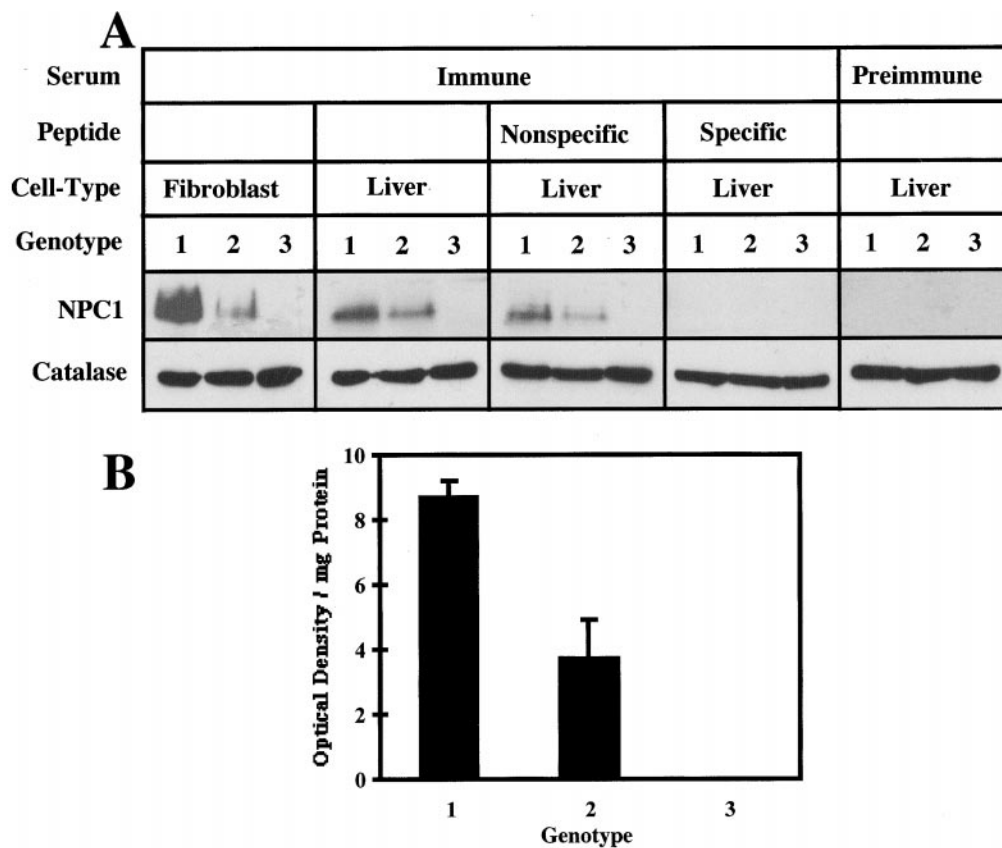 A
Serum Immune Preimmune
Peptide Nonspecific Specific
Cell-Type Fibroblast Liver Liver Liver Liver
Genotype 1 2 3 1 2 3 1 2 3 1 2 3 1 2 3
NPC1
Catalase
B
Optical Density / mg Protein
10
8
6
4
2
0
1 2 3
Genotype